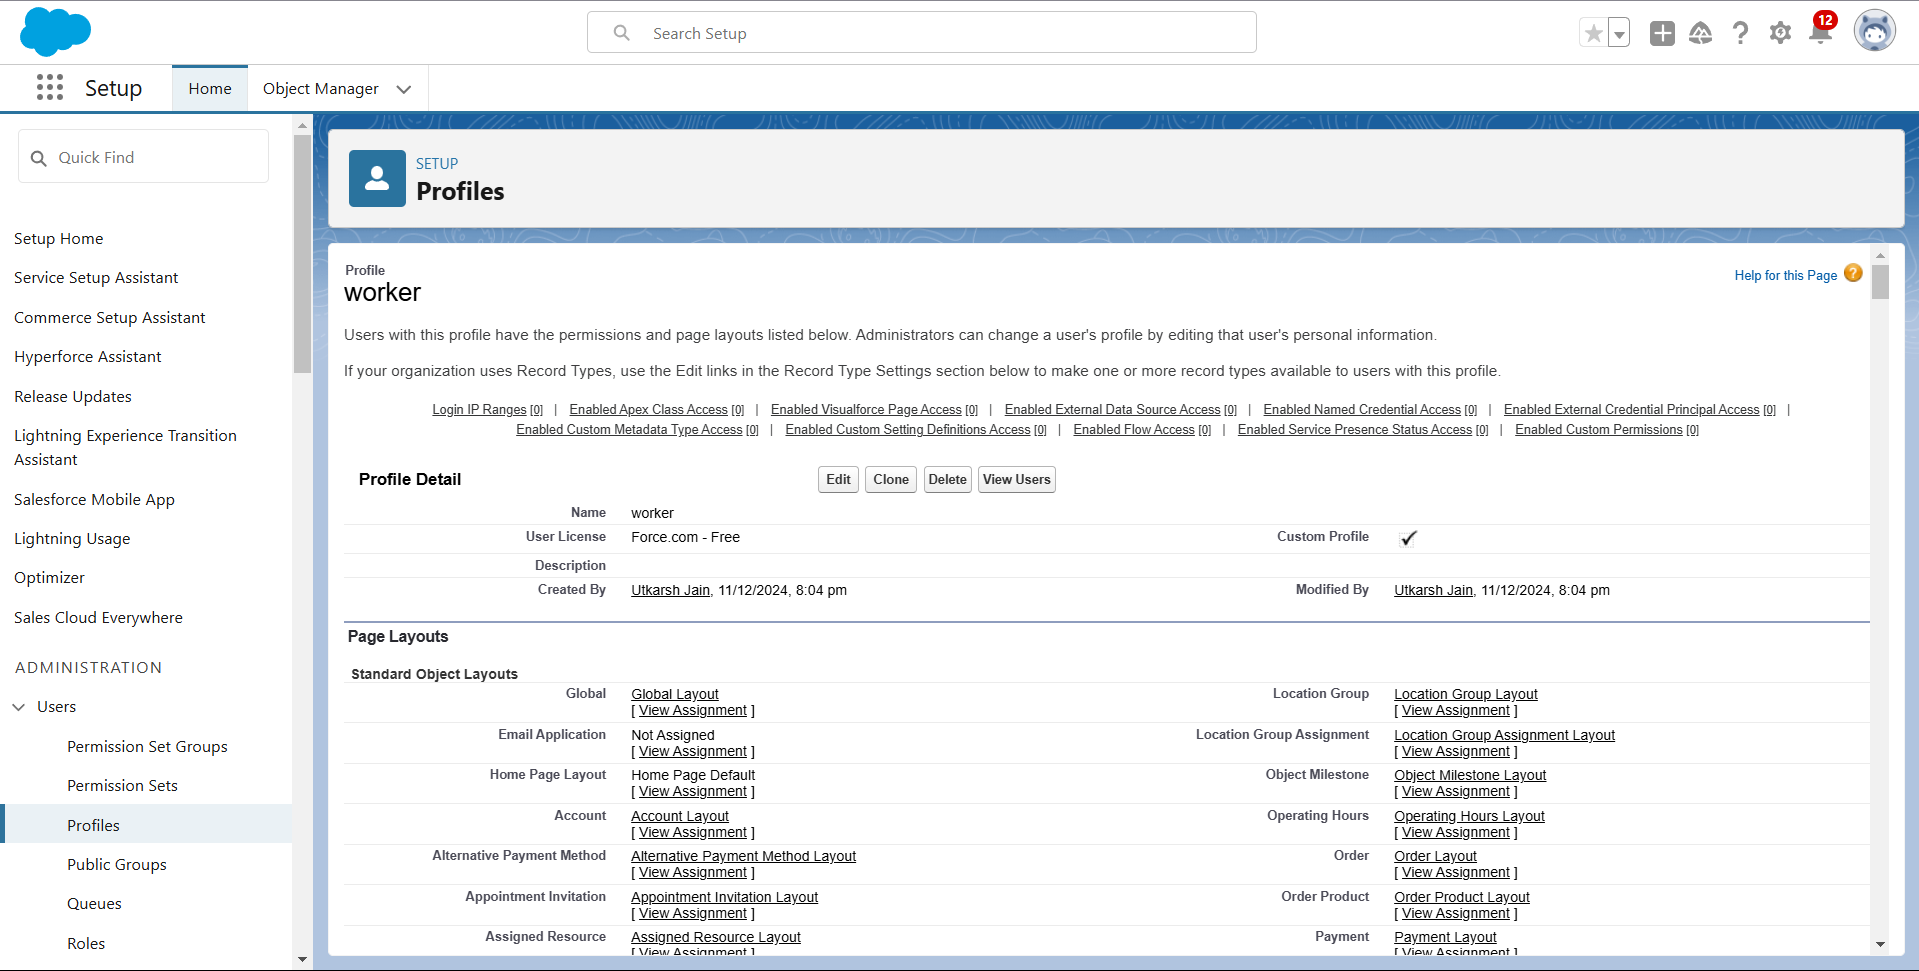 Search Setup
12
Setup
Home
Object Manager
Quick Find
Setup Home
Service Setup Assistant
Commerce Setup Assistant
Hyperforce Assistant
Release Updates
Lightning Experience Transition
Assistant
Salesforce Mobile App
Lightning Usage
Optimizer
Sales Cloud Everywhere
ADMINISTRATION
Users
Permission Set Groups
Permission Sets
Profiles
Public Groups
Queues
Roles
SETUP
Profiles
Profile
worker
Help for this Page ?
Users with this profile have the permissions and page layouts listed below. Administrators can change a user's profile by editing that user's personal information.
If your organization uses Record Types, use the Edit links in the Record Type Settings section below to make one or more record types available to users with this profile.
Login IP Ranges [0] | Enabled Apex Class Access [0] | Enabled Visualforce Page Access [0] | Enabled External Data Source Access [0] | Enabled Named Credential Access [0] | Enabled External Credential Principal Access [0] |
Enabled Custom Metadata Type Access [0] | Enabled Custom Setting Definitions Access [0] | Enabled Flow Access [0] | Enabled Service Presence Status Access [0] | Enabled Custom Permissions [0]
Profile Detail
Edit Clone Delete View Users
Name worker
User License Force.com - Free Custom Profile
Description
Created By Utkarsh Jain, 11/12/2024, 8:04 pm Modified By Utkarsh Jain, 11/12/2024, 8:04 pm
Page Layouts
Standard Object Layouts
Global Global Layout Location Group Location Group Layout
[ View Assignment ] [ View Assignment ]
Email Application Not Assigned Location Group Assignment Location Group Assignment Layout
[ View Assignment ] [ View Assignment ]
Home Page Layout Home Page Default Object Milestone Object Milestone Layout
[ View Assignment ] [ View Assignment ]
Account Account Layout Operating Hours Operating Hours Layout
[ View Assignment ] [ View Assignment ]
Alternative Payment Method Alternative Payment Method Layout Order Order Layout
[ View Assignment ] [ View Assignment ]
Appointment Invitation Appointment Invitation Layout Order Product Order Product Layout
[ View Assignment ] [ View Assignment ]
Assigned Resource Assigned Resource Layout Payment Payment Layout
[ View Assignment ] [ View Assignment ]